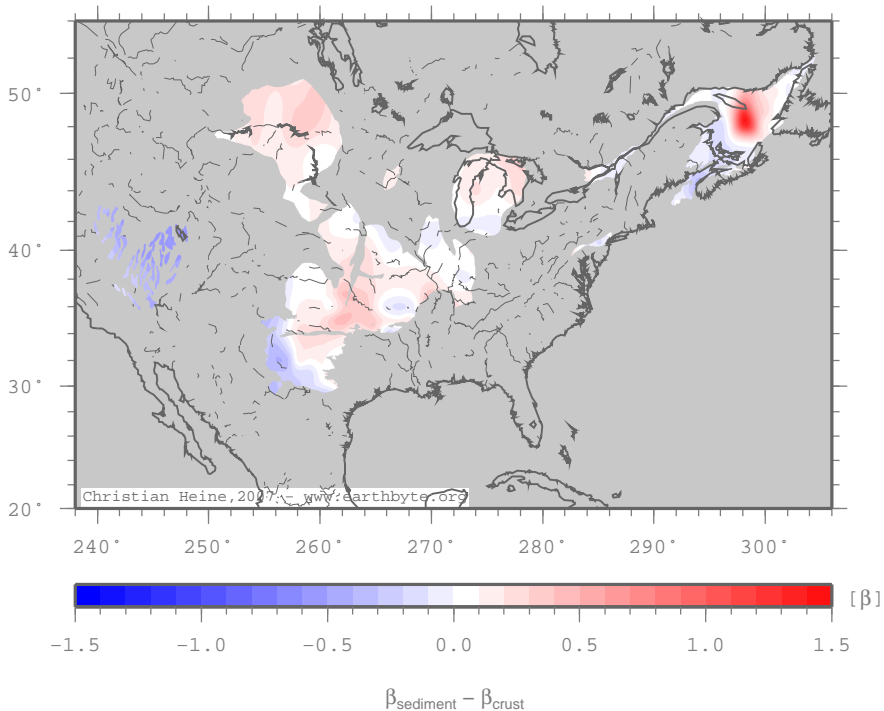 50°
40°
30°
20°
Christian Heine,2007 - www.earthbyte.org
240° 250° 260° 270° 280° 290° 300°
[β]
-1.5 -1.0 -0.5 0.0 0.5 1.0 1.5
βsediment – βcrust